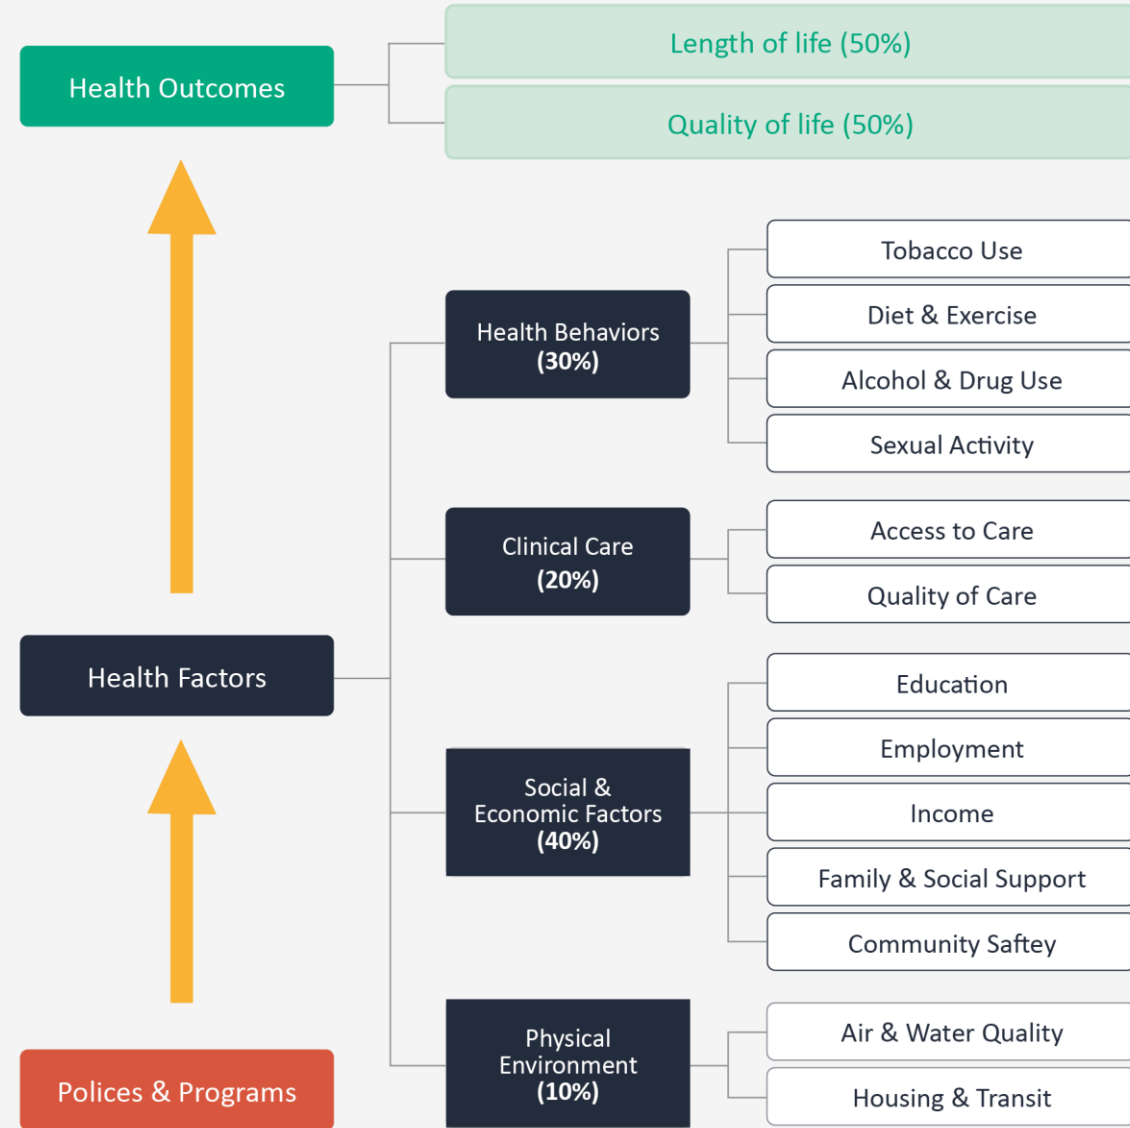 Health Outcomes
Length of life (50%)
Quality of life (50%)
Health Factors
Health Behaviors
(30%)
Tobacco Use
Diet & Exercise
Alcohol & Drug Use
Sexual Activity
Clinical Care
(20%)
Access to Care
Quality of Care
Social &
Economic Factors
(40%)
Education
Employment
Income
Family & Social Support
Community Saftey
Physical
Environment
(10%)
Air & Water Quality
Housing & Transit
Polices & Programs